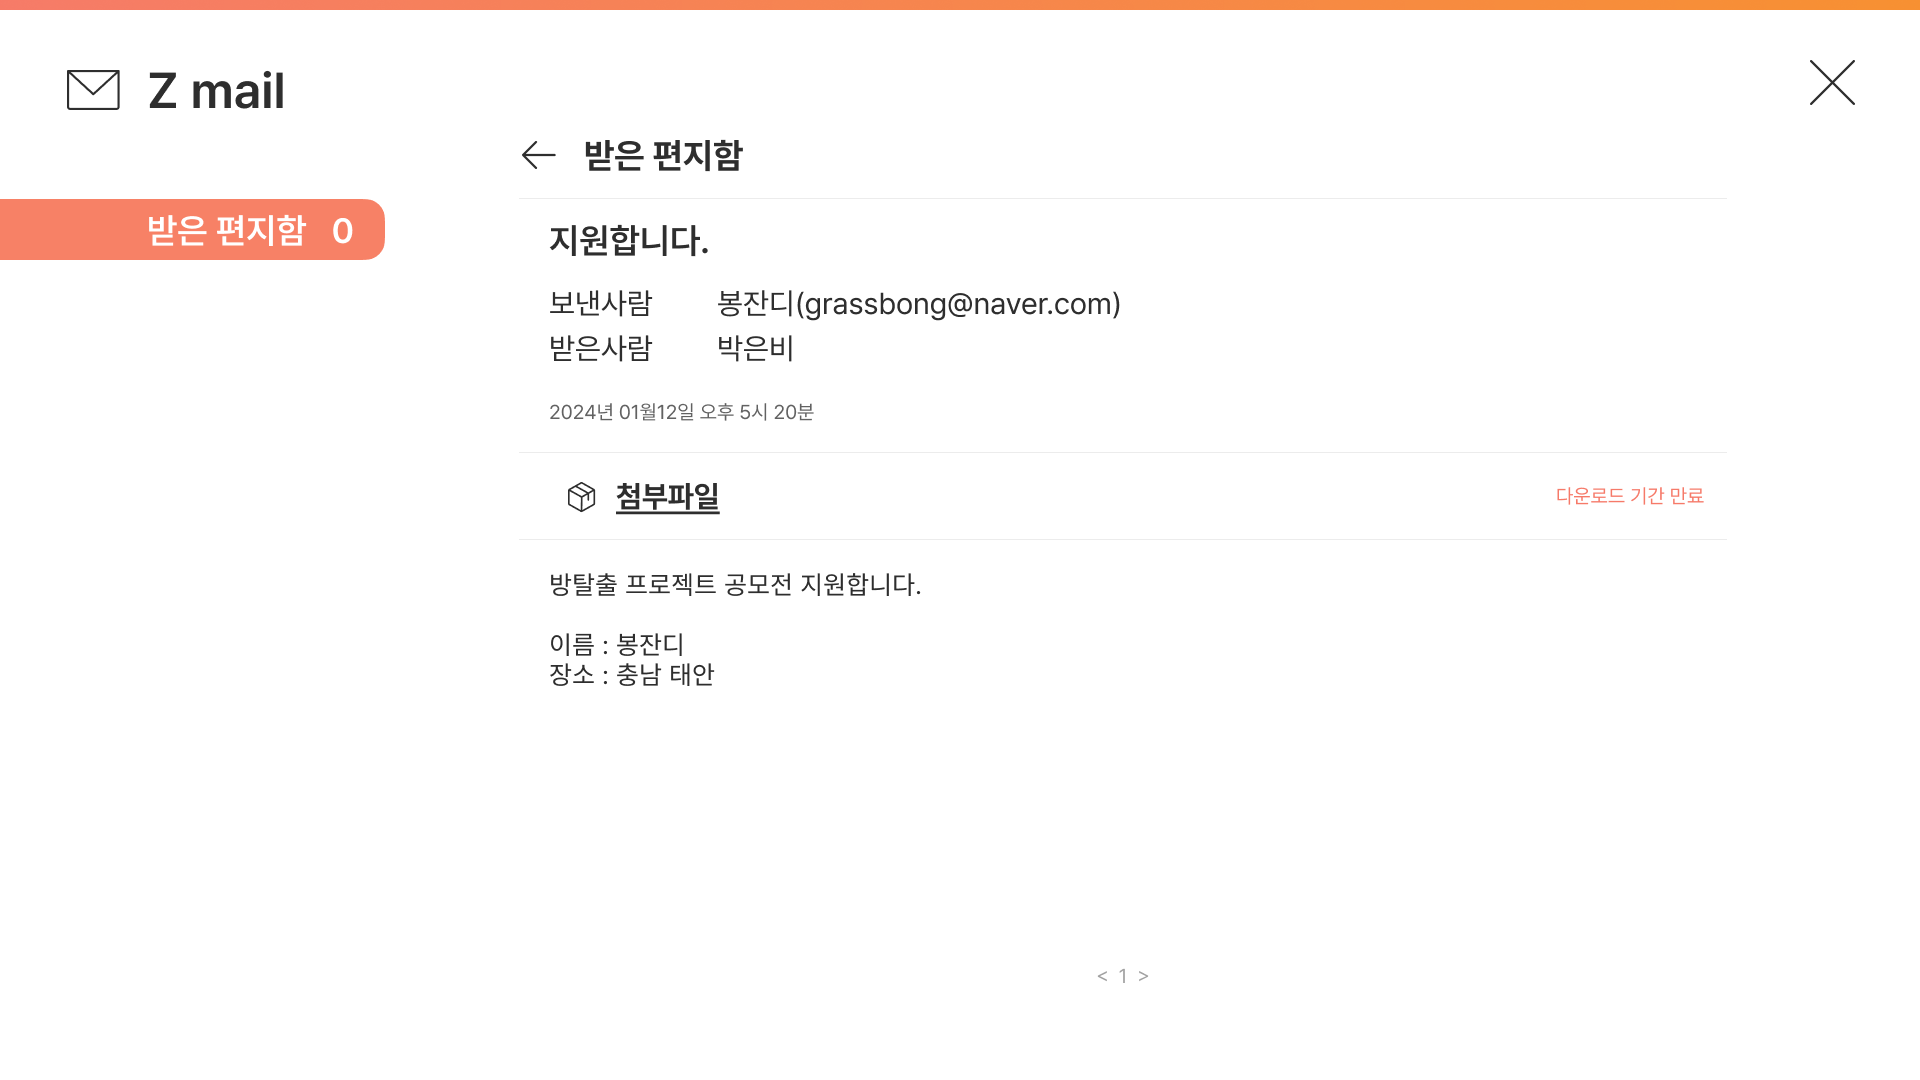 Z mail
받은 편지함
받은 편지함 0
지원합니다.
보낸사람 봉잔디(grassbong@naver.com)
받은사람 박은비
2024년 01월12일 오후 5시 20분
첨부파일 다운로드 기간 만료
방탈출 프로젝트 공모전 지원합니다.
이름 : 봉잔디
장소 : 충남 태안
< 1 >